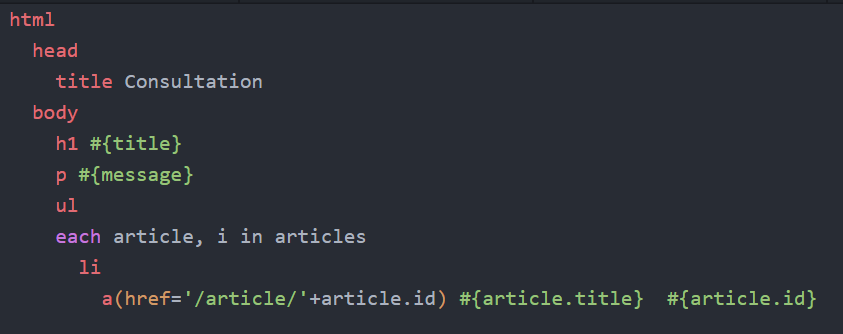 html
  head
    title Consultation
  body
    h1 #{title}
    p #{message}
    ul
    each article, i in articles
      li
        a(href='/article/'+article.id) #{article.title}  #{article.id}